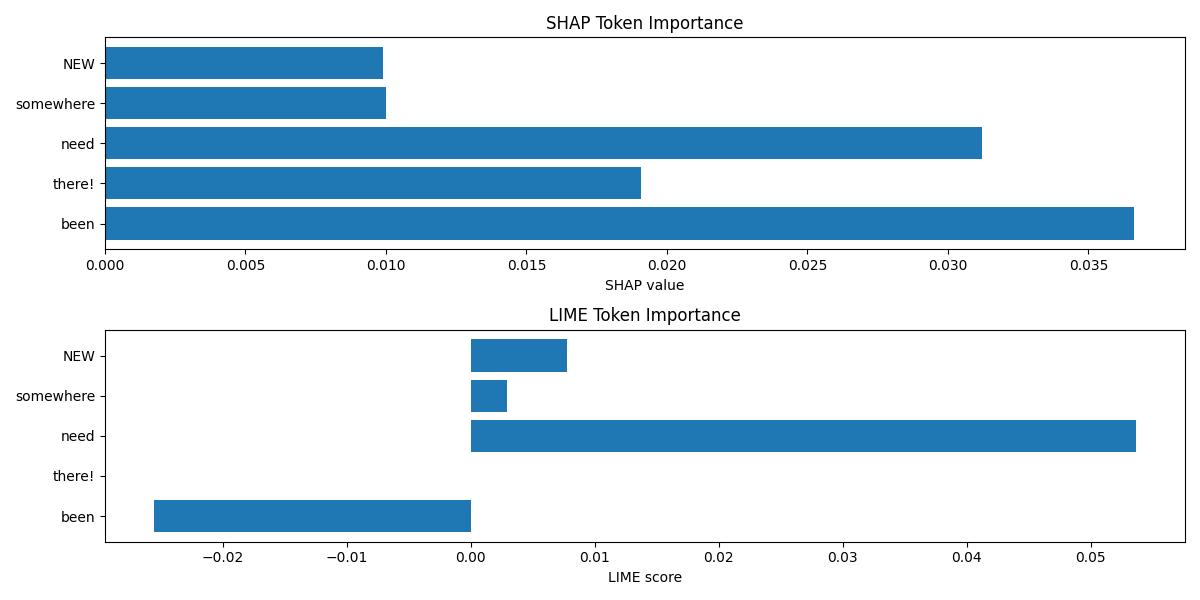 SHAP Token Importance
NEW
somewhere
need
there!
been
0.000 0.005 0.010 0.015 0.020 0.025 0.030 0.035
SHAP value
LIME Token Importance
NEW
somewhere
need
there!
been
−0.02 −0.01 0.00 0.01 0.02 0.03 0.04 0.05
LIME score